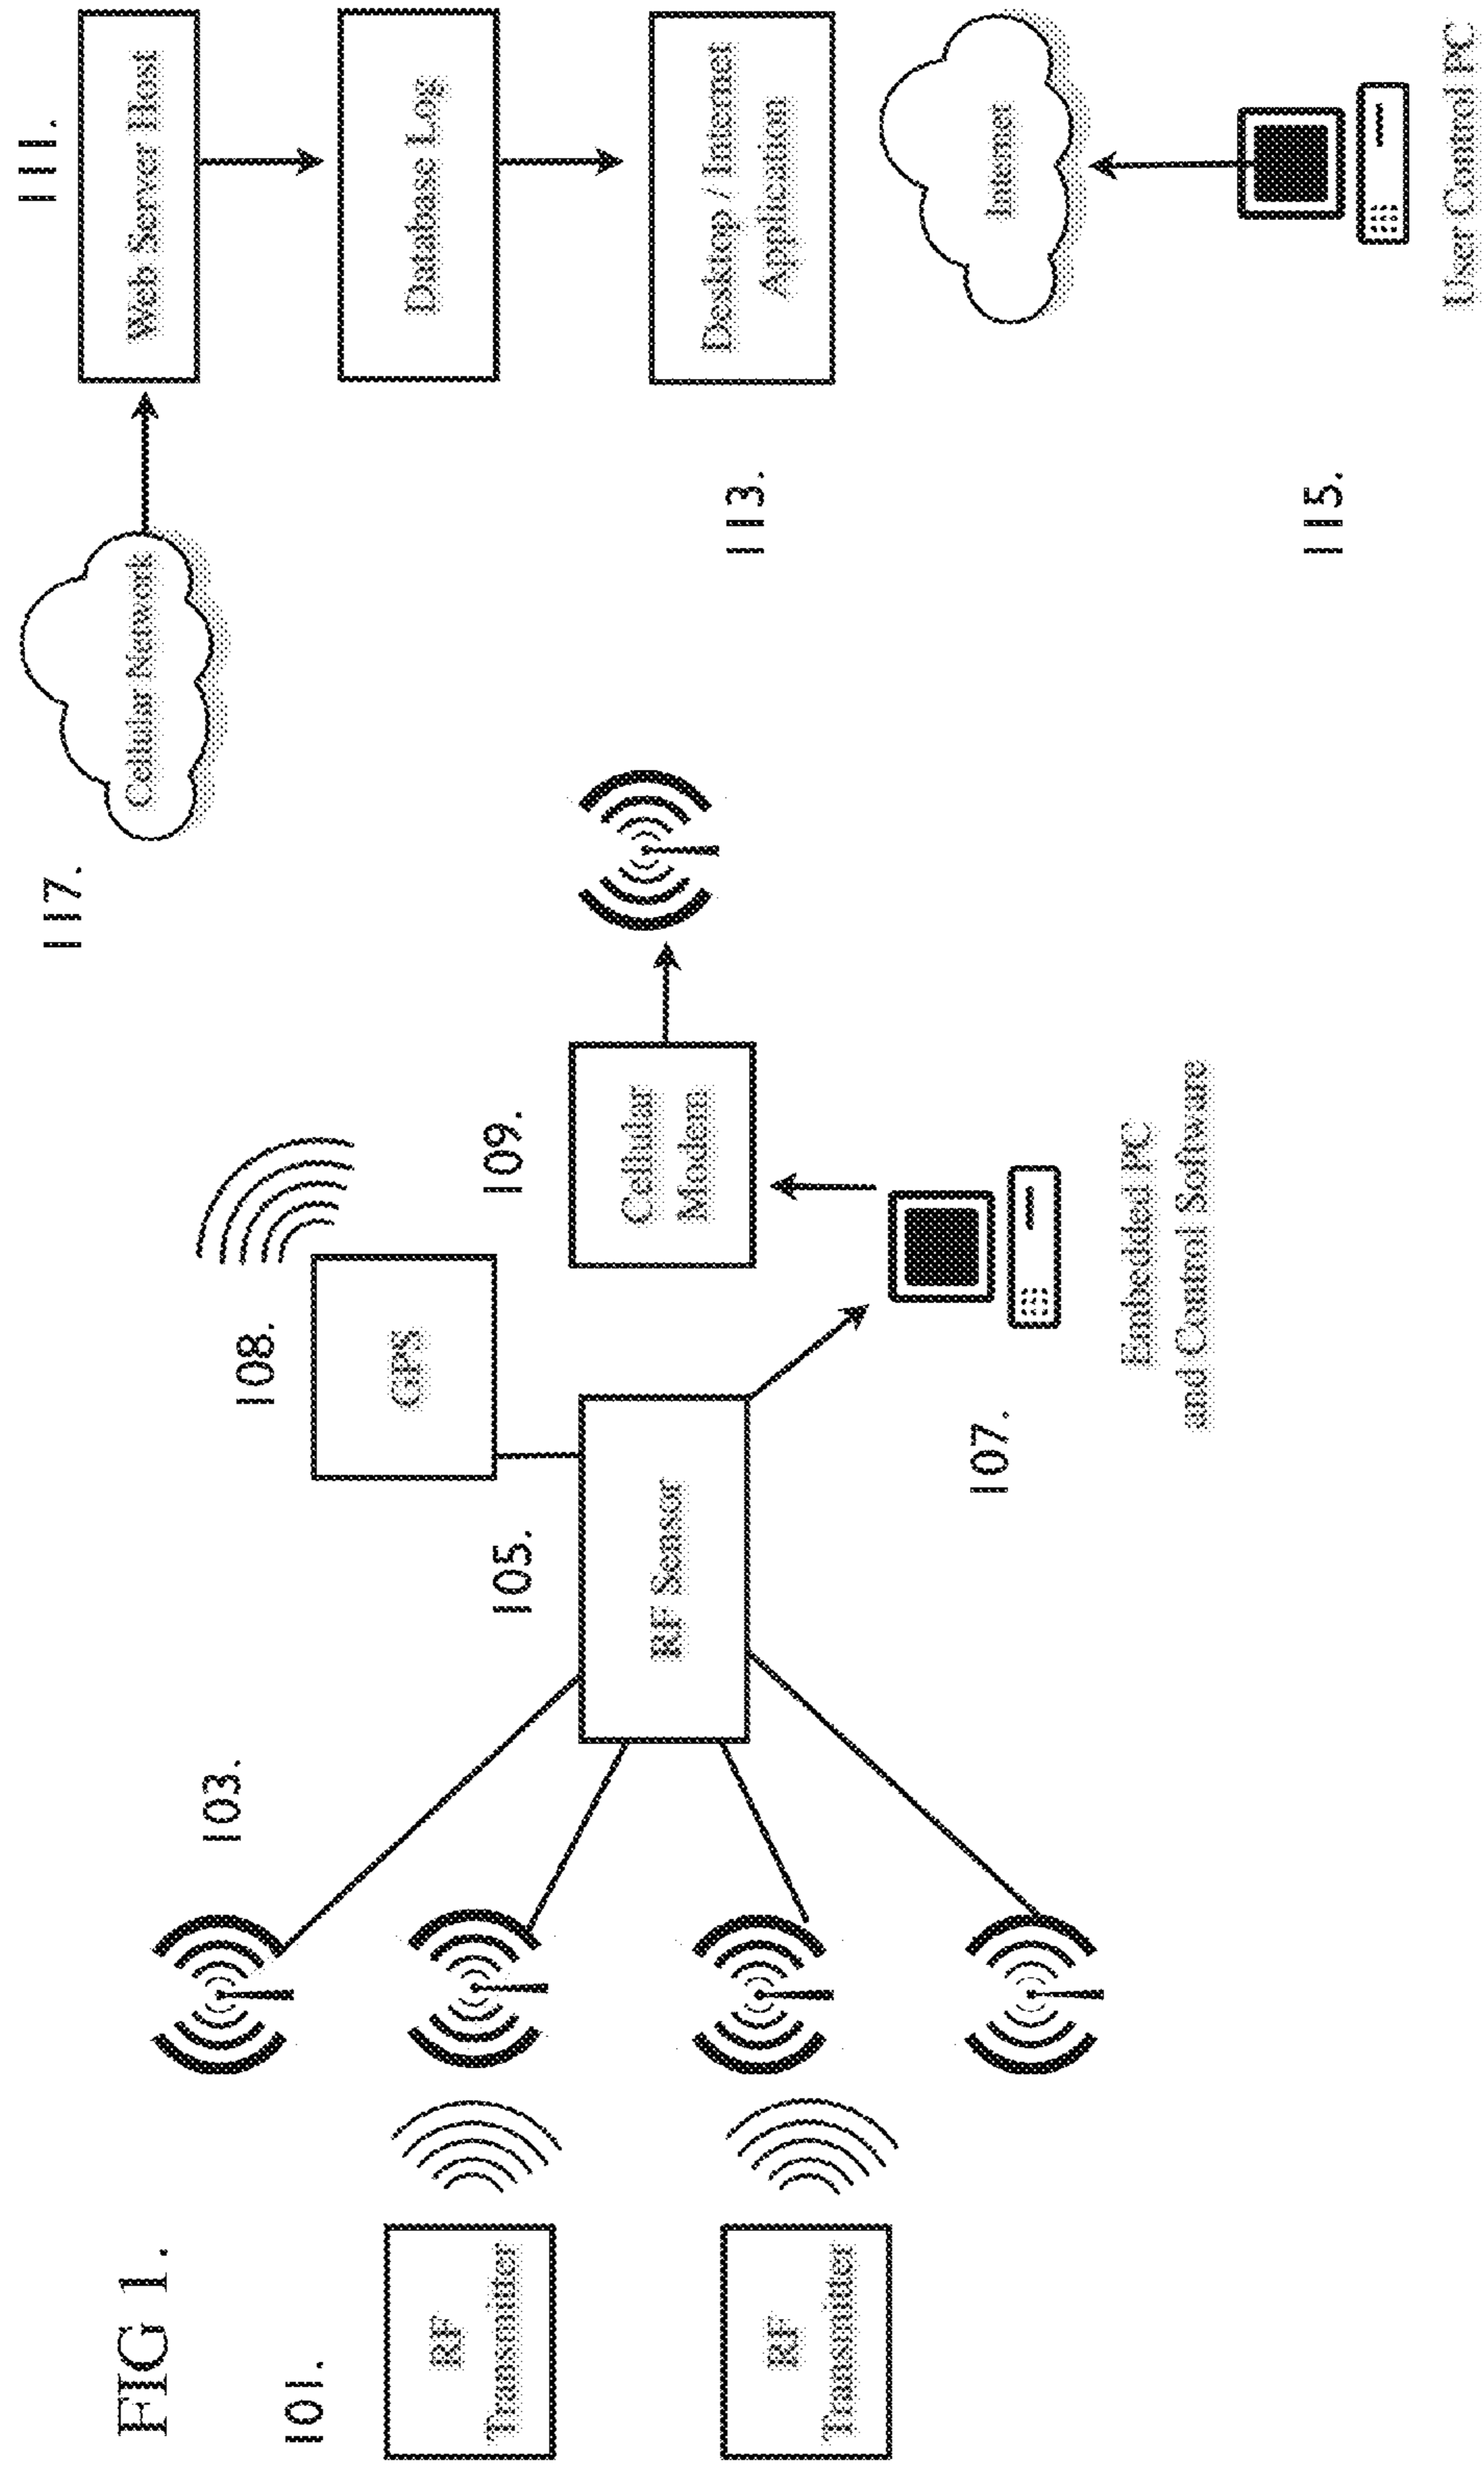 FIG 1.
101.
RF
Transmitter
RF
Transmitter
103.
105.
RF Sensor
108.
GPS
107.
Embedded PC
and Control Software
109.
Cellular
Modem
117.
Cellular Network
111.
Web Server Host
Database Log
113.
Desktop / Internet
Application
Internet
115.
User Control PC